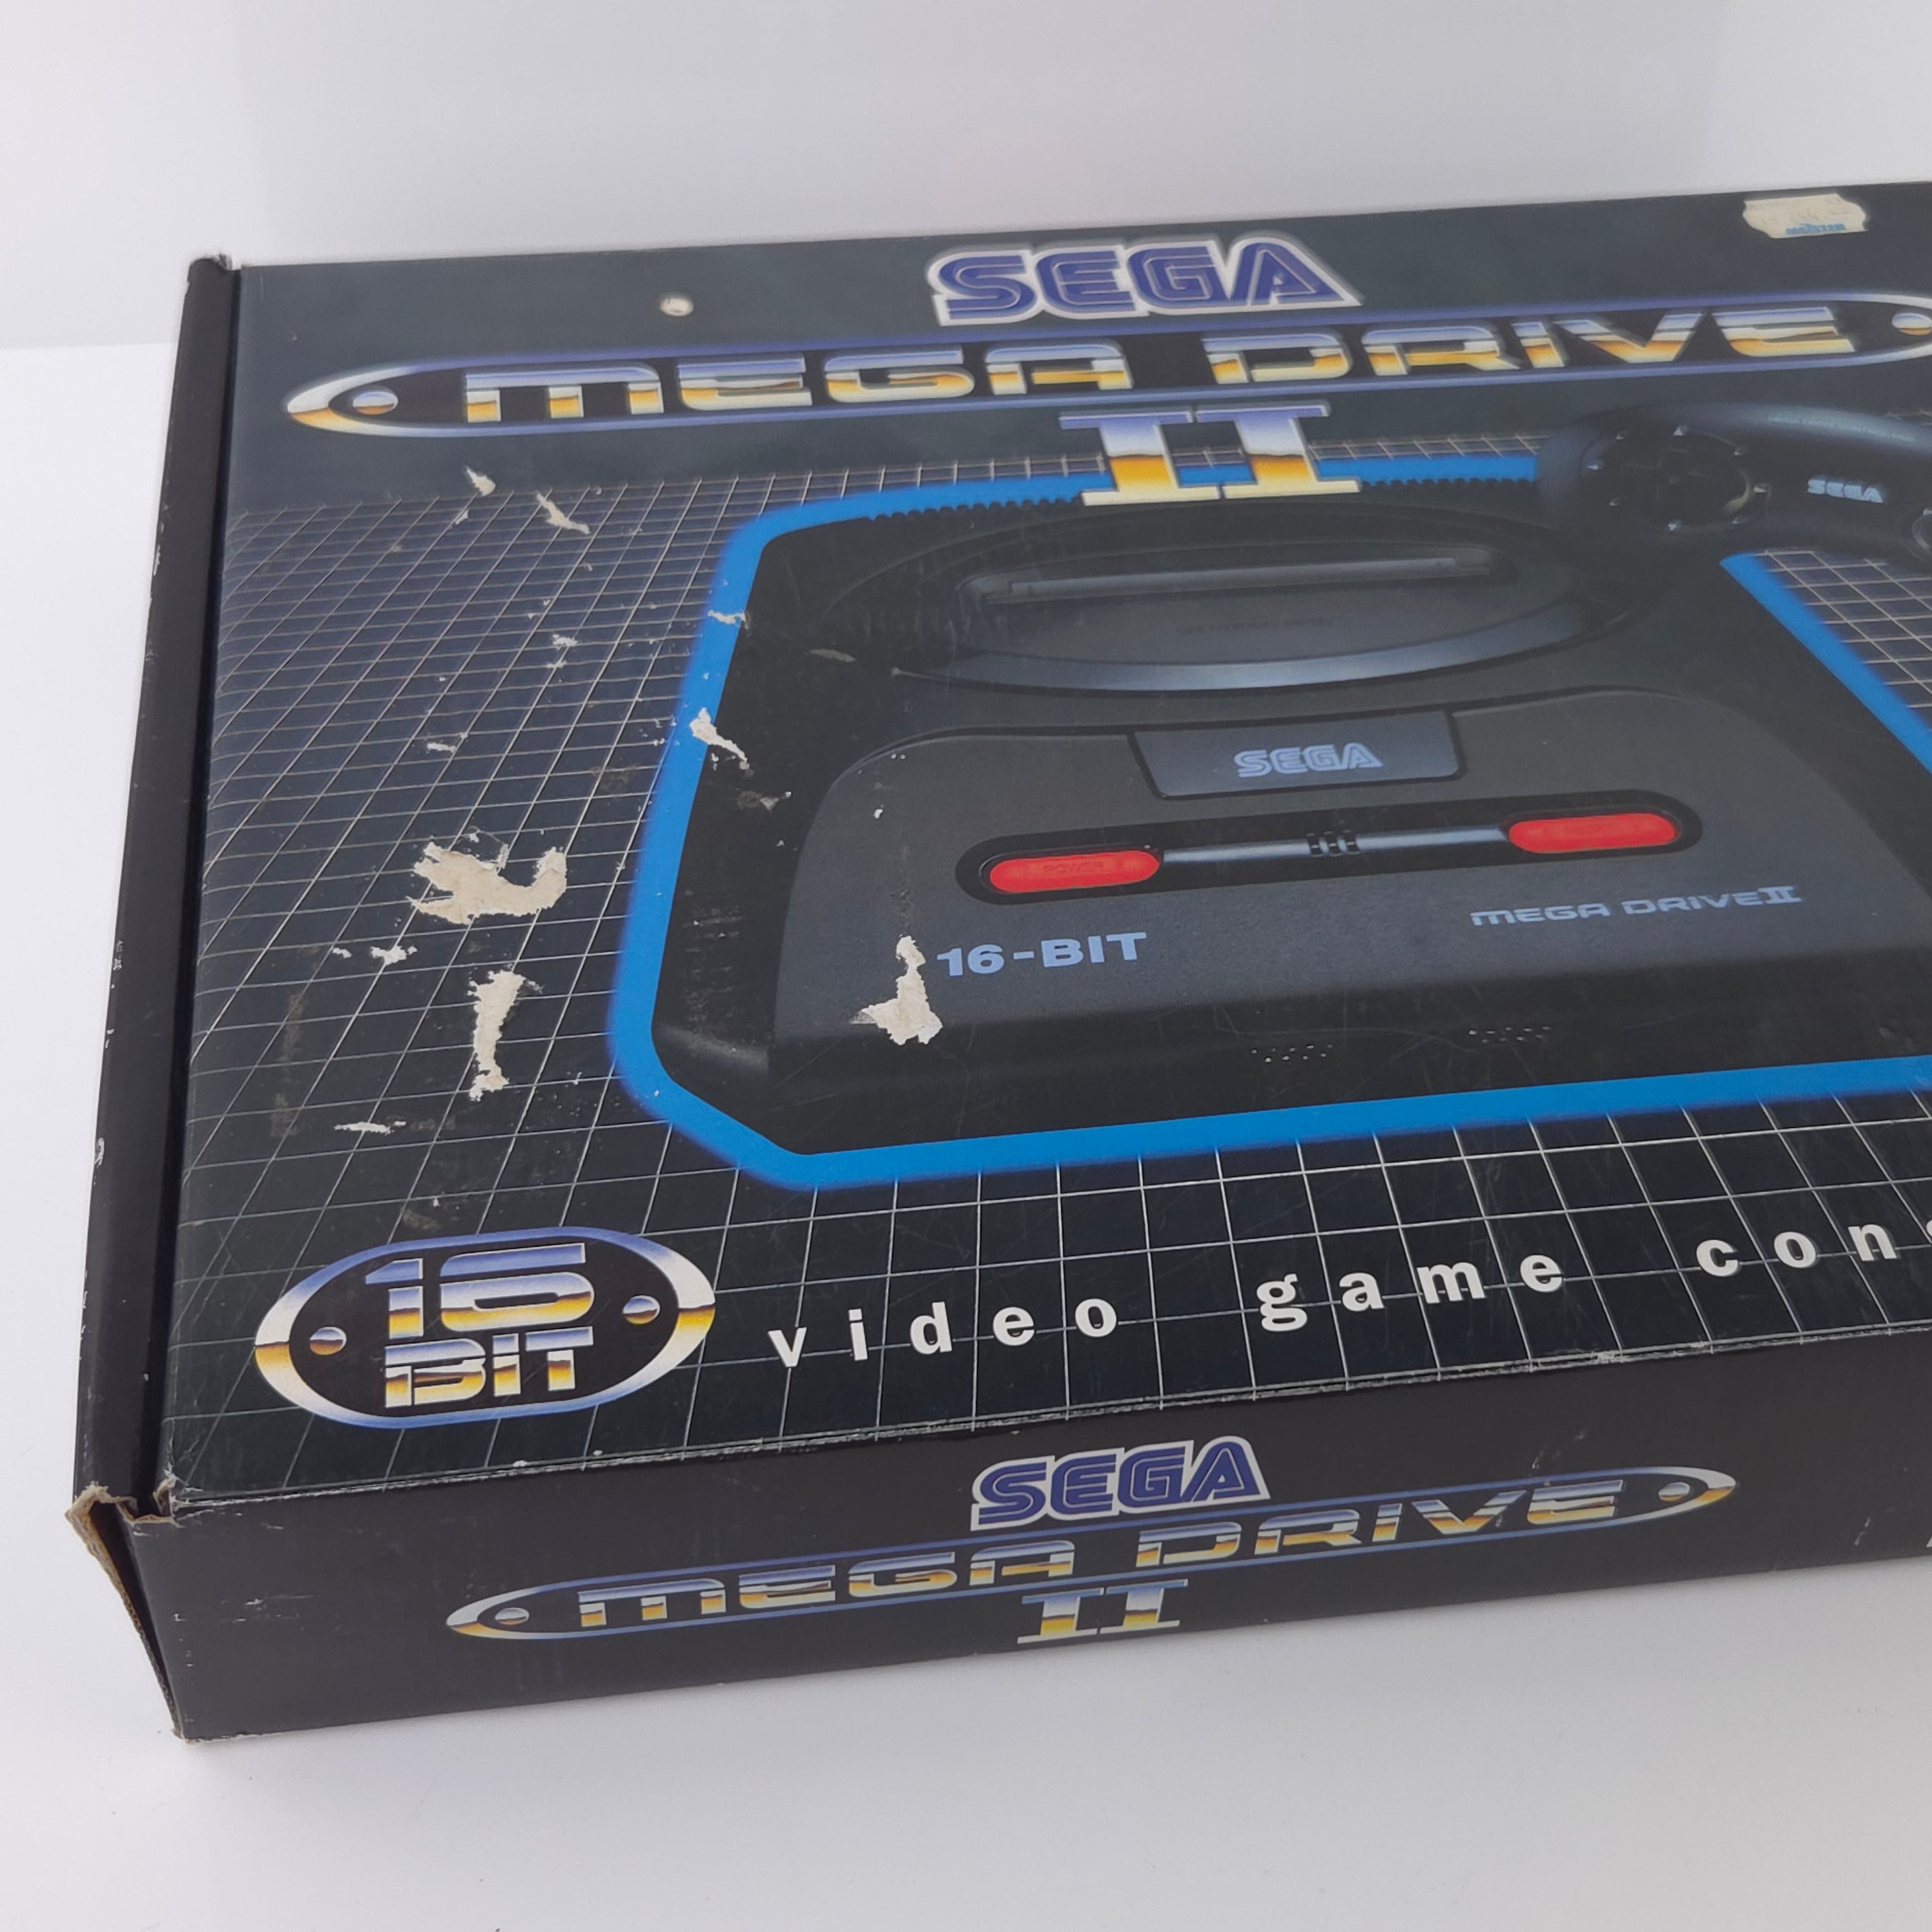 SEGA
MEGA DRIVE
II
SEGA
SEGA
16-BIT
MEGA DRIVE II
16
BIT
video game con
SEGA
MEGA DRIVE
II